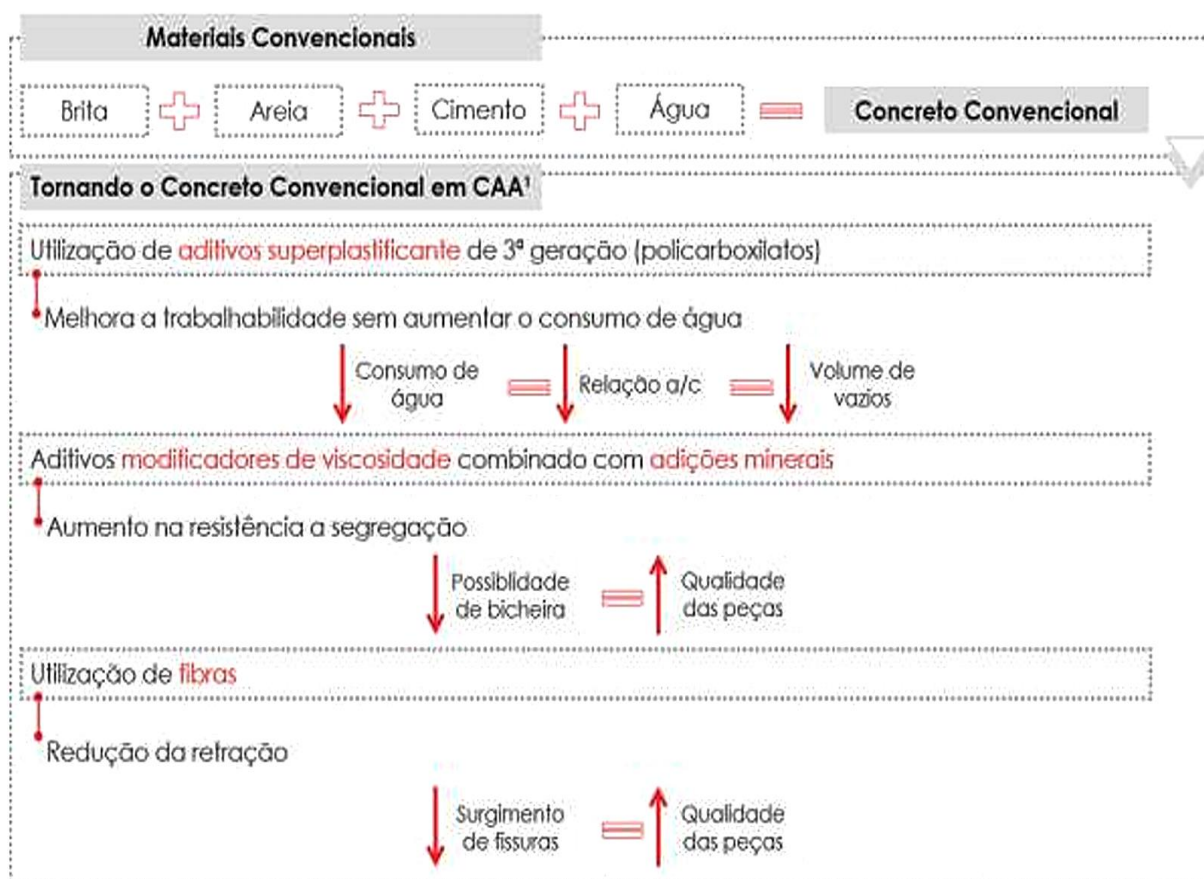 Materiais Convencionais
Brita + Areia + Cimento + Água = Concreto Convencional
Tornando o Concreto Convencional em CAA¹
Utilização de aditivos superplastificante de 3ª geração (policarboxilatos)
Melhora a trabalhabilidade sem aumentar o consumo de água
Consumo de
água
=
Relação a/c
=
Volume de
vazios
Aditivos modificadores de viscosidade combinado com adições minerais
Aumento na resistência a segregação
Possiblidade
de bicheira
=
Qualidade
das peças
Utilização de fibras
Redução da retração
Surgimento
de fissuras
=
Qualidade
das peças